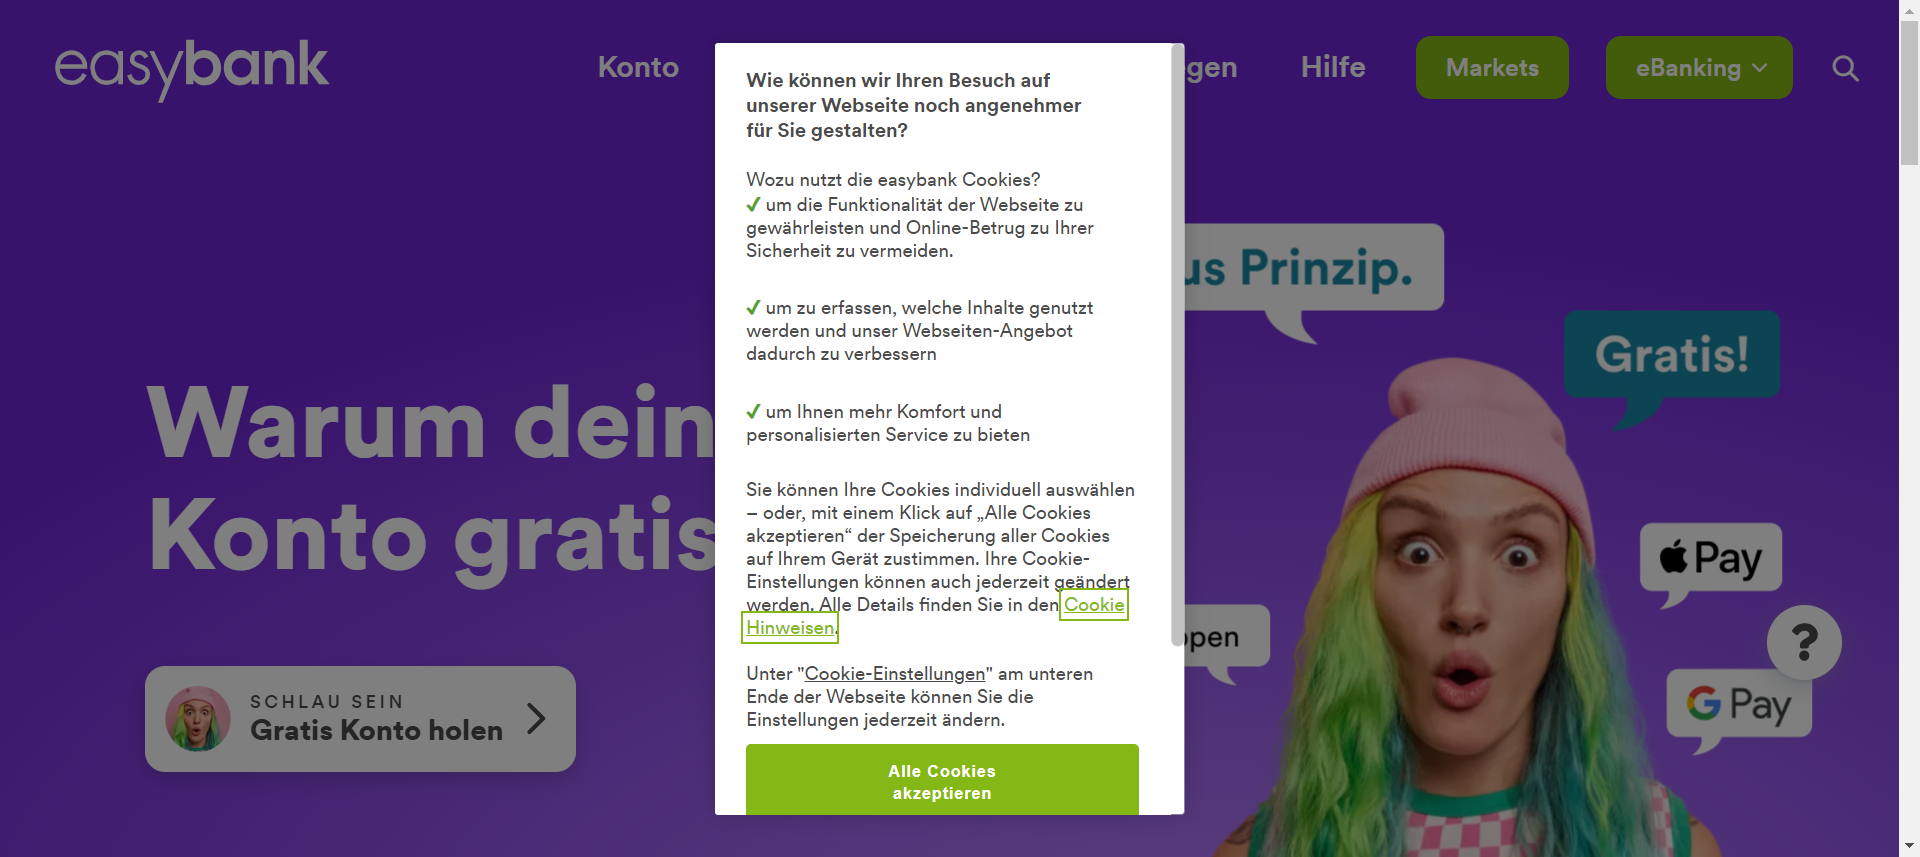 easybank
Konto
gen
Hilfe
Markets
eBanking
Wie können wir Ihren Besuch auf
unserer Webseite noch angenehmer
für Sie gestalten?
Wozu nutzt die easybank Cookies?
✓ um die Funktionalität der Webseite zu
gewährleisten und Online-Betrug zu Ihrer
Sicherheit zu vermeiden.
✓ um zu erfassen, welche Inhalte genutzt
werden und unser Webseiten-Angebot
dadurch zu verbessern
✓ um Ihnen mehr Komfort und
personalisierten Service zu bieten
Sie können Ihre Cookies individuell auswählen
– oder, mit einem Klick auf „Alle Cookies
akzeptieren“ der Speicherung aller Cookies
auf Ihrem Gerät zustimmen. Ihre Cookie-
Einstellungen können auch jederzeit geändert
werden. Alle Details finden Sie in den Cookie
Hinweisen.
Unter "Cookie-Einstellungen" am unteren
Ende der Webseite können Sie die
Einstellungen jederzeit ändern.
Alle Cookies
akzeptieren
Warum dein
Konto gratis
SCHLAU SEIN
Gratis Konto holen
us Prinzip.
Gratis!
Pay
ppen
?
G Pay